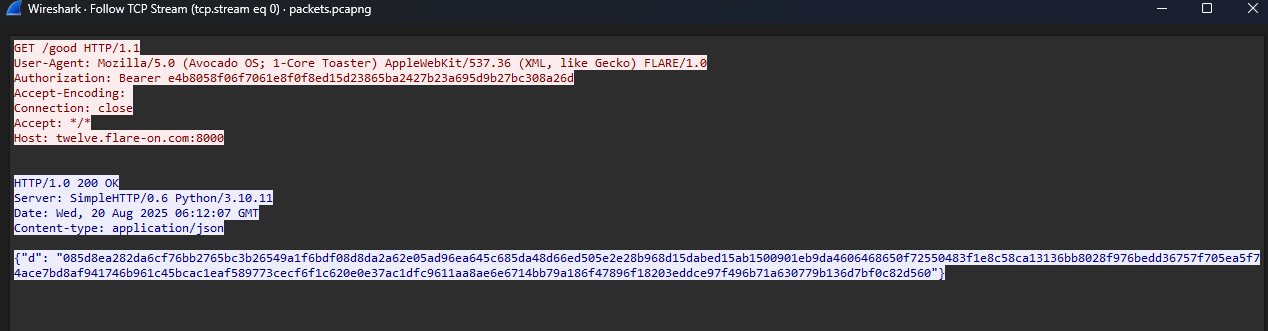 Wireshark · Follow TCP Stream (tcp.stream eq 0) · packets.pcapng
GET /good HTTP/1.1
User-Agent: Mozilla/5.0 (Avocado OS; 1-Core Toaster) AppleWebKit/537.36 (XML, like Gecko) FLARE/1.0
Authorization: Bearer e4b8058f06f7061e8f0f8ed15d23865ba2427b23a695d9b27bc308a26d
Accept-Encoding:
Connection: close
Accept: */*
Host: twelve.flare-on.com:8000
HTTP/1.0 200 OK
Server: SimpleHTTP/0.6 Python/3.10.11
Date: Wed, 20 Aug 2025 06:12:07 GMT
Content-type: application/json
{"d": "085d8ea282da6cf76bb2765bc3b26549a1f6bdf08d8da2a62e05ad96ea645c685da48d66ed505e2e28b968d15dabed15ab1500901eb9da4606468650f72550483f1e8c58ca13136bb8028f976bedd36757f705ea5f7
4ace7bd8af941746b961c45bcac1eaf589773cecf6f1c620e0e37ac1dfc9611aa8ae6e6714bb79a186f47896f18203eddce97f496b71a630779b136d7bf0c82d560"}